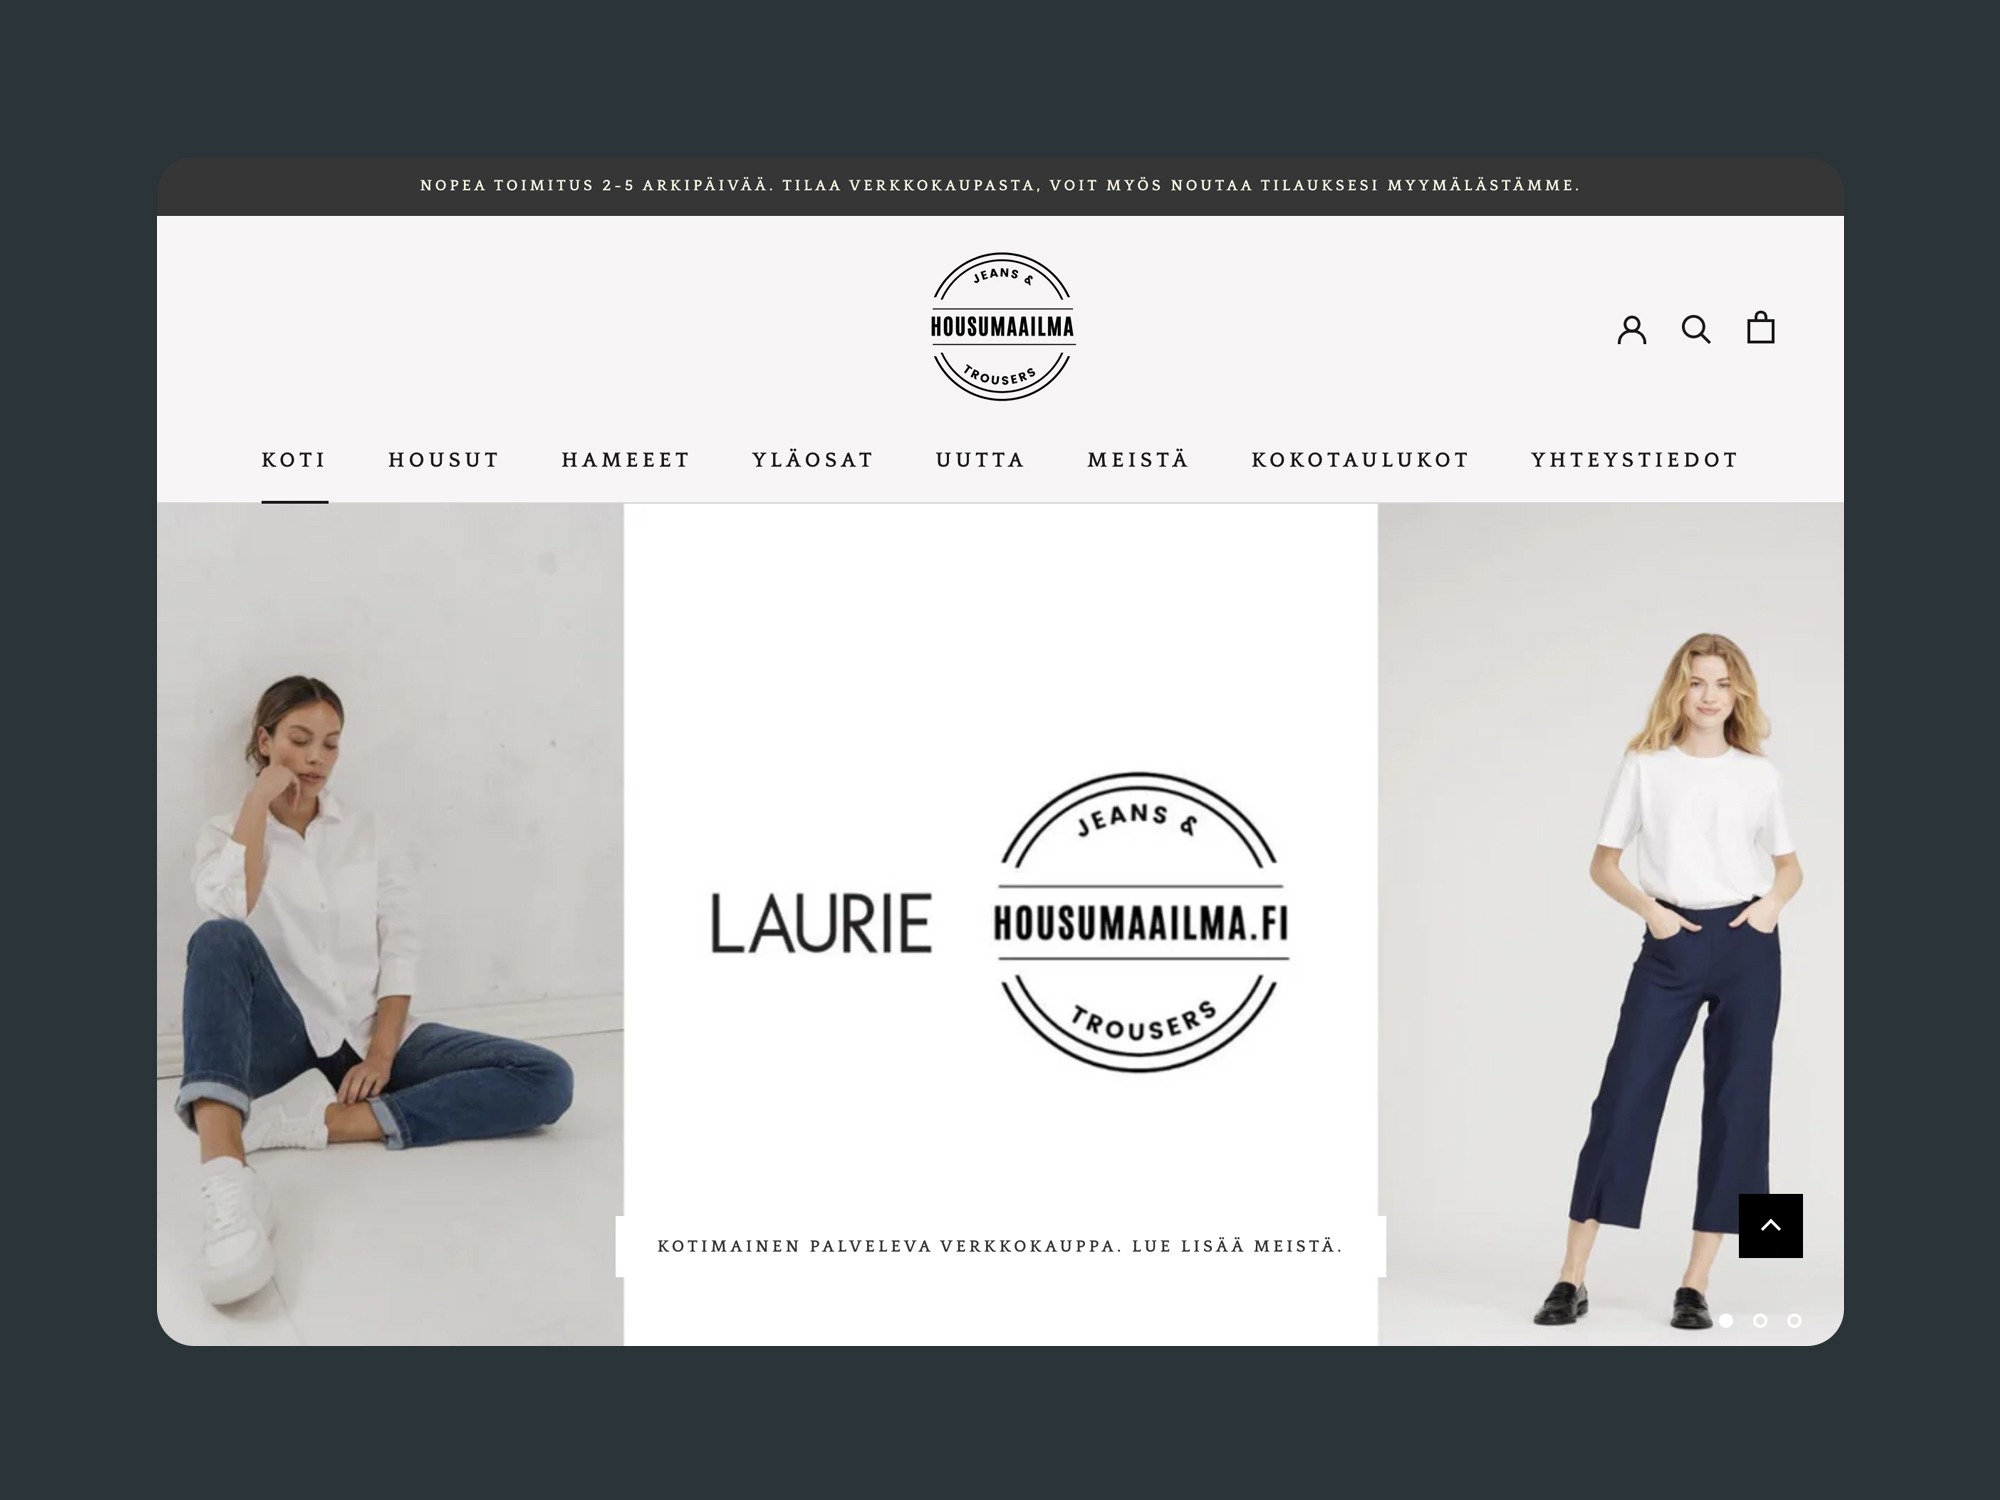 NOPEA TOIMITUS 2-5 ARKIPÄIVÄÄ. TILAA VERKKOKAUPASTA, VOIT MYÖS NOUTAA TILAUKSESI MYYMÄLÄSTÄMME.
JEANS &
HOUSUMAAILMA
TROUSERS
KOTI HOUSUT HAMEEET YLÄOSAT UUTTA MEISTÄ KOKOTAULUKOT YHTEYSTIEDOT
LAURIE
JEANS &
HOUSUMAAILMA.FI
TROUSERS
KOTIMAINEN PALVELEVA VERKKOKAUPPA. LUE LISÄÄ MEISTÄ.